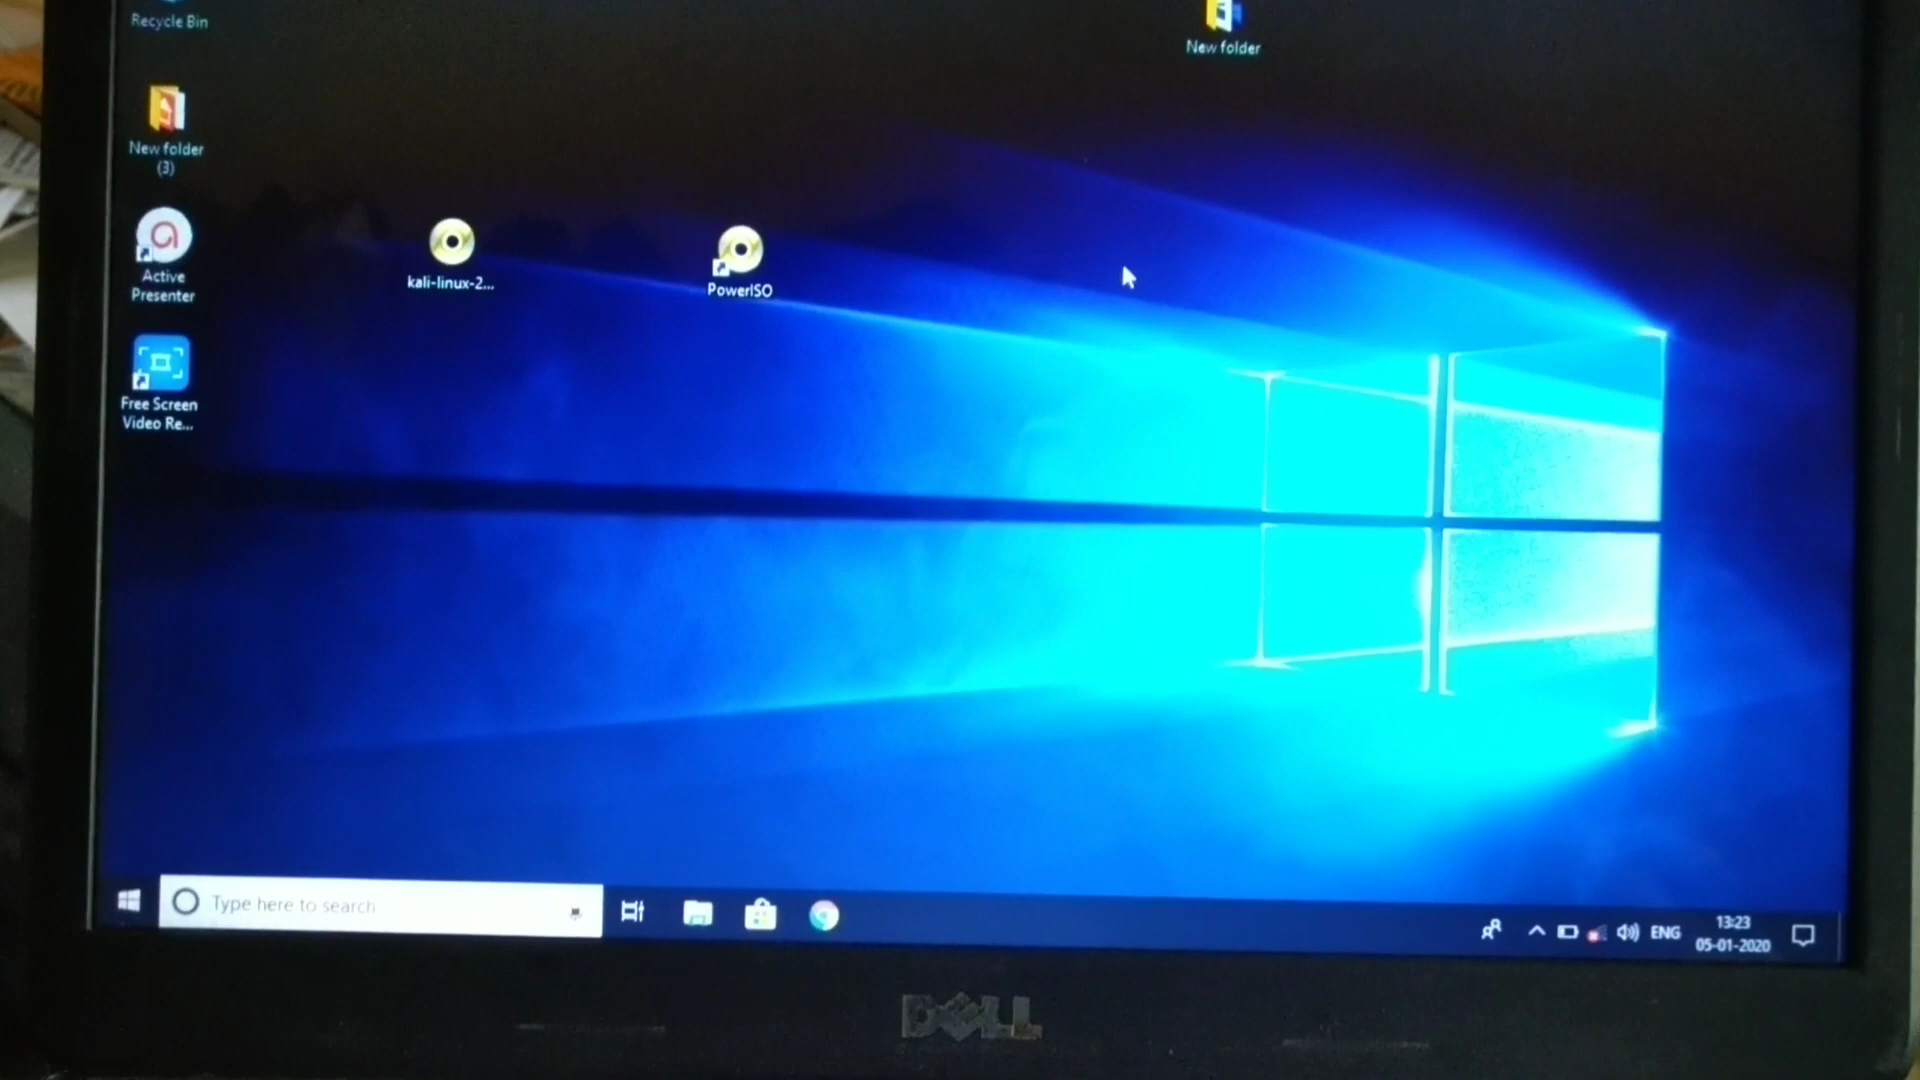 Recycle Bin
New folder
New folder
(3)
Active
Presenter
kali-linux-2...
PowerISO
Free Screen
Video Re...
Type here to search
ENG
13:23
05-01-2020
DELL